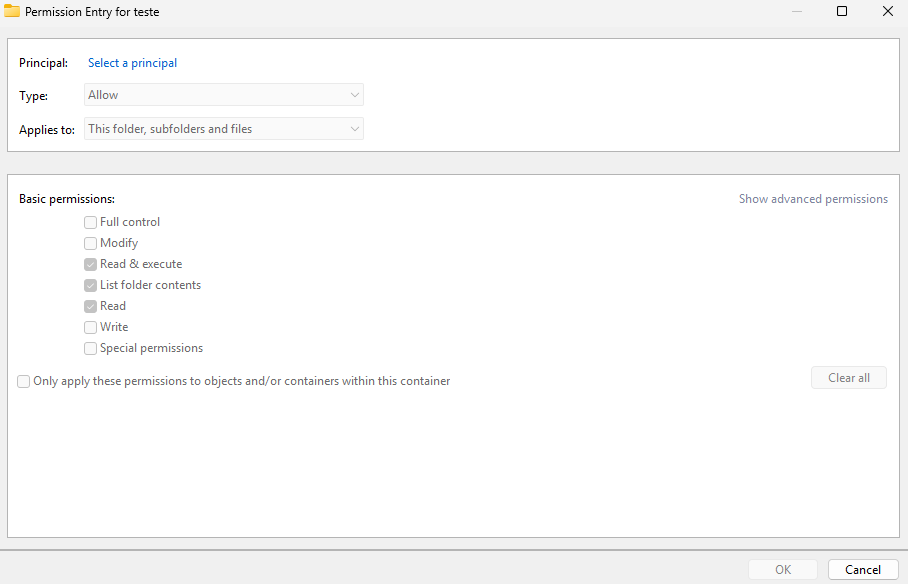 Permission Entry for teste
Principal: Select a principal
Type: Allow
Applies to: This folder, subfolders and files
Basic permissions: Show advanced permissions
Full control
Modify
Read & execute
List folder contents
Read
Write
Special permissions
Only apply these permissions to objects and/or containers within this container
Clear all
OK Cancel